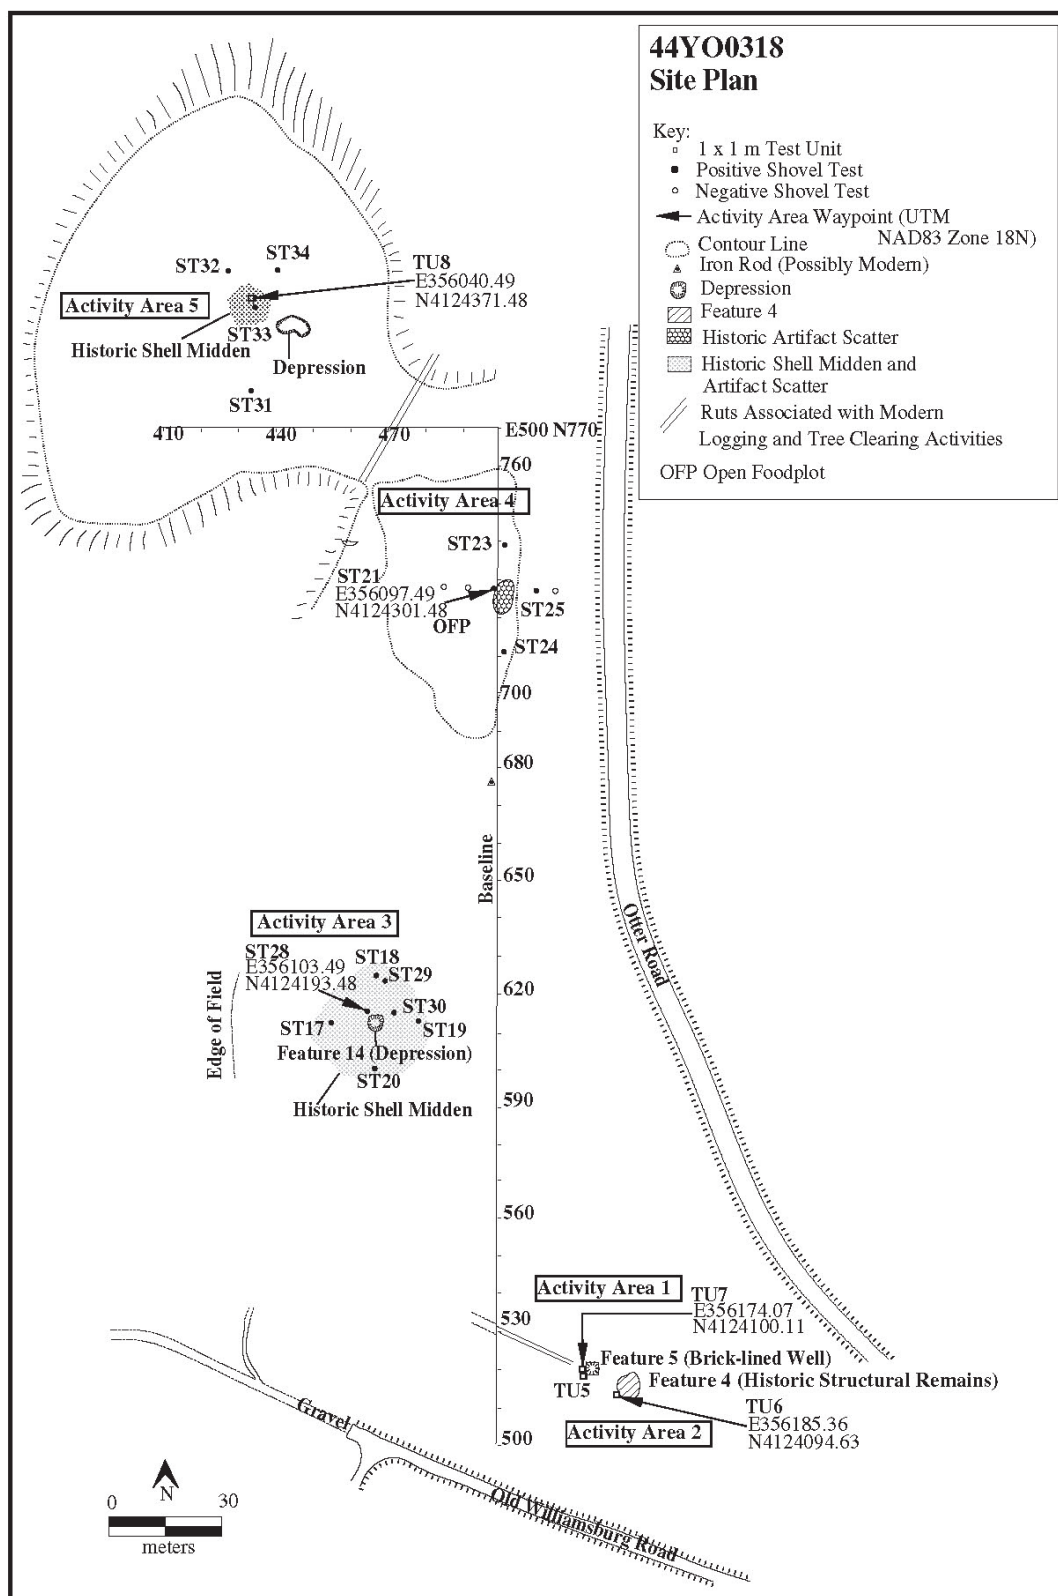 44YO0318
Site Plan
Key:
1 x 1 m Test Unit
Positive Shovel Test
Negative Shovel Test
Activity Area Waypoint (UTM
NAD83 Zone 18N)
Contour Line
Iron Rod (Possibly Modern)
Depression
Feature 4
Historic Artifact Scatter
Historic Shell Midden and
Artifact Scatter
Ruts Associated with Modern
Logging and Tree Clearing Activities
OFP Open Foodplot
ST32
ST34
TU8
E356040.49
N4124371.48
Activity Area 5
ST33
Historic Shell Midden
Depression
ST31
410
440
470
E500 N770
760
Activity Area 4
ST23
ST21
E356097.49
N4124301.48
ST25
OFP
ST24
700
680
Baseline
650
Otter Road
Activity Area 3
ST28
E356103.49
N4124193.48
ST18
ST29
620
ST30
Edge of Field
ST17
ST19
Feature 14 (Depression)
ST20
Historic Shell Midden
590
560
Activity Area 1
TU7
E356174.07
N4124100.11
530
Feature 5 (Brick-lined Well)
TU5
Feature 4 (Historic Structural Remains)
TU6
E356185.36
N4124094.63
Activity Area 2
500
Gravel
Old Williamsburg Road
N
0
30
meters